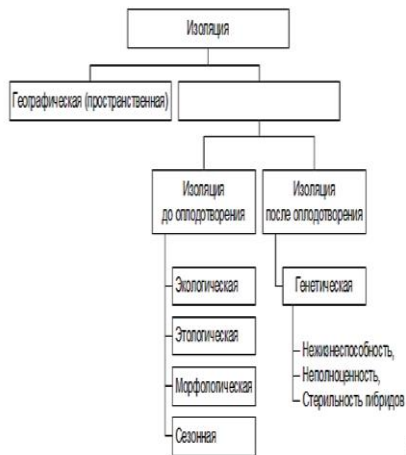 Изоляция
Географическая (пространственная)
Изоляция
до оплодотворения
Изоляция
после оплодотворения
Экологическая
Этологическая
Морфологическая
Сезонная
Генетическая
Нежизнеспособность,
Неполноценность,
Стерильность гибридов